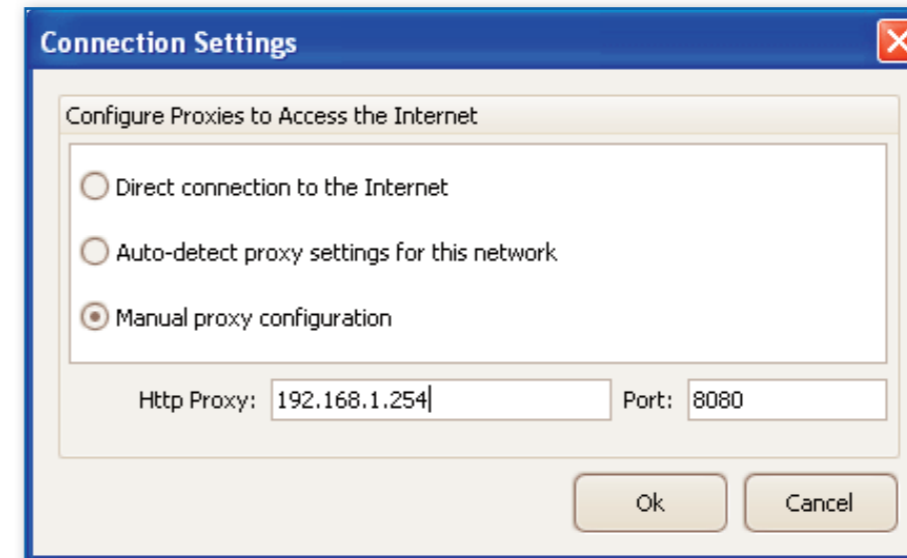 Connection Settings
Configure Proxies to Access the Internet
Direct connection to the Internet
Auto-detect proxy settings for this network
Manual proxy configuration
Http Proxy: 192.168.1.254 Port: 8080
Ok Cancel